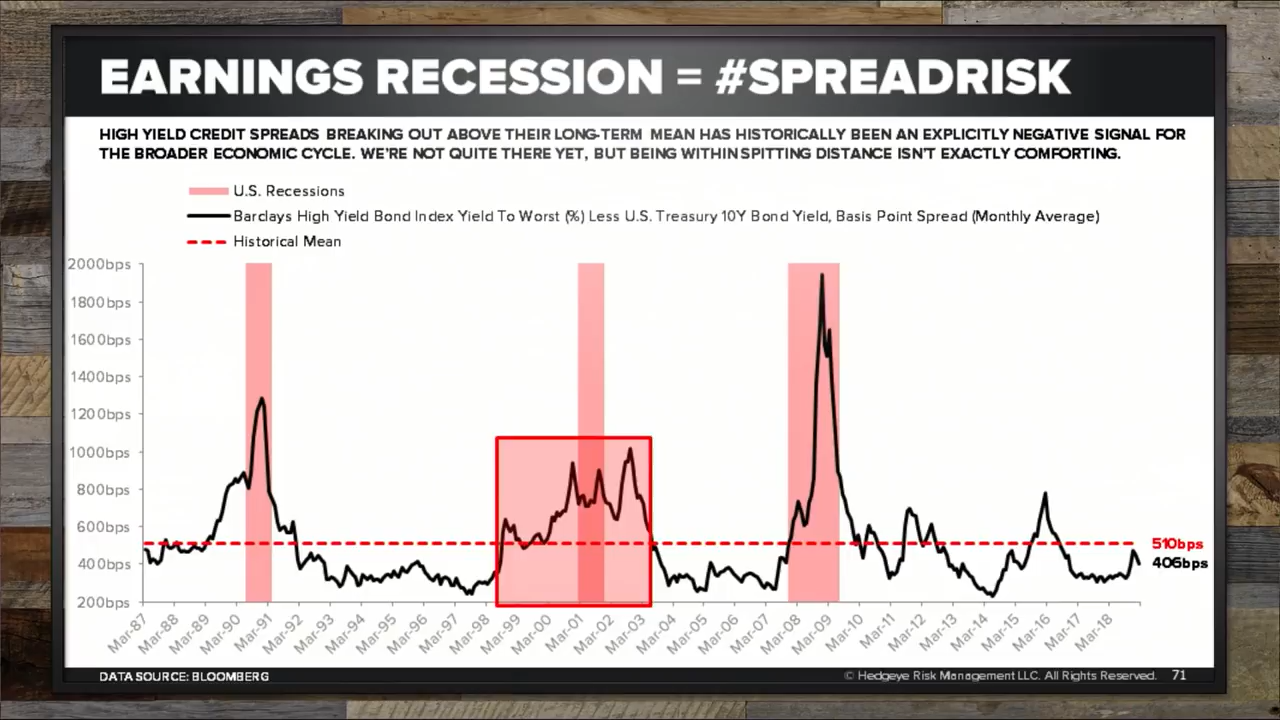 EARNINGS RECESSION = #SPREADRISK
HIGH YIELD CREDIT SPREADS BREAKING OUT ABOVE THEIR LONG-TERM MEAN HAS HISTORICALLY BEEN AN EXPLICITLY NEGATIVE SIGNAL FOR
THE BROADER ECONOMIC CYCLE. WE'RE NOT QUITE THERE YET, BUT BEING WITHIN SPITTING DISTANCE ISN'T EXACTLY COMFORTING.
U.S. Recessions
Barclays High Yield Bond Index Yield To Worst (%) Less U.S. Treasury 10Y Bond Yield, Basis Point Spread (Monthly Average)
Historical Mean
2000bps
1800bps
1600bps
1400bps
1200bps
1000bps
800bps
600bps
400bps
200bps
510bps
406bps
Mar-87
Mar-88
Mar-89
Mar-90
Mar-91
Mar-92
Mar-93
Mar-94
Mar-95
Mar-96
Mar-97
Mar-98
Mar-99
Mar-00
Mar-01
Mar-02
Mar-03
Mar-04
Mar-05
Mar-06
Mar-07
Mar-08
Mar-09
Mar-10
Mar-11
Mar-12
Mar-13
Mar-14
Mar-15
Mar-16
Mar-17
Mar-18
DATA SOURCE: BLOOMBERG
© Hedgeye Risk Management LLC. All Rights Reserved. 71